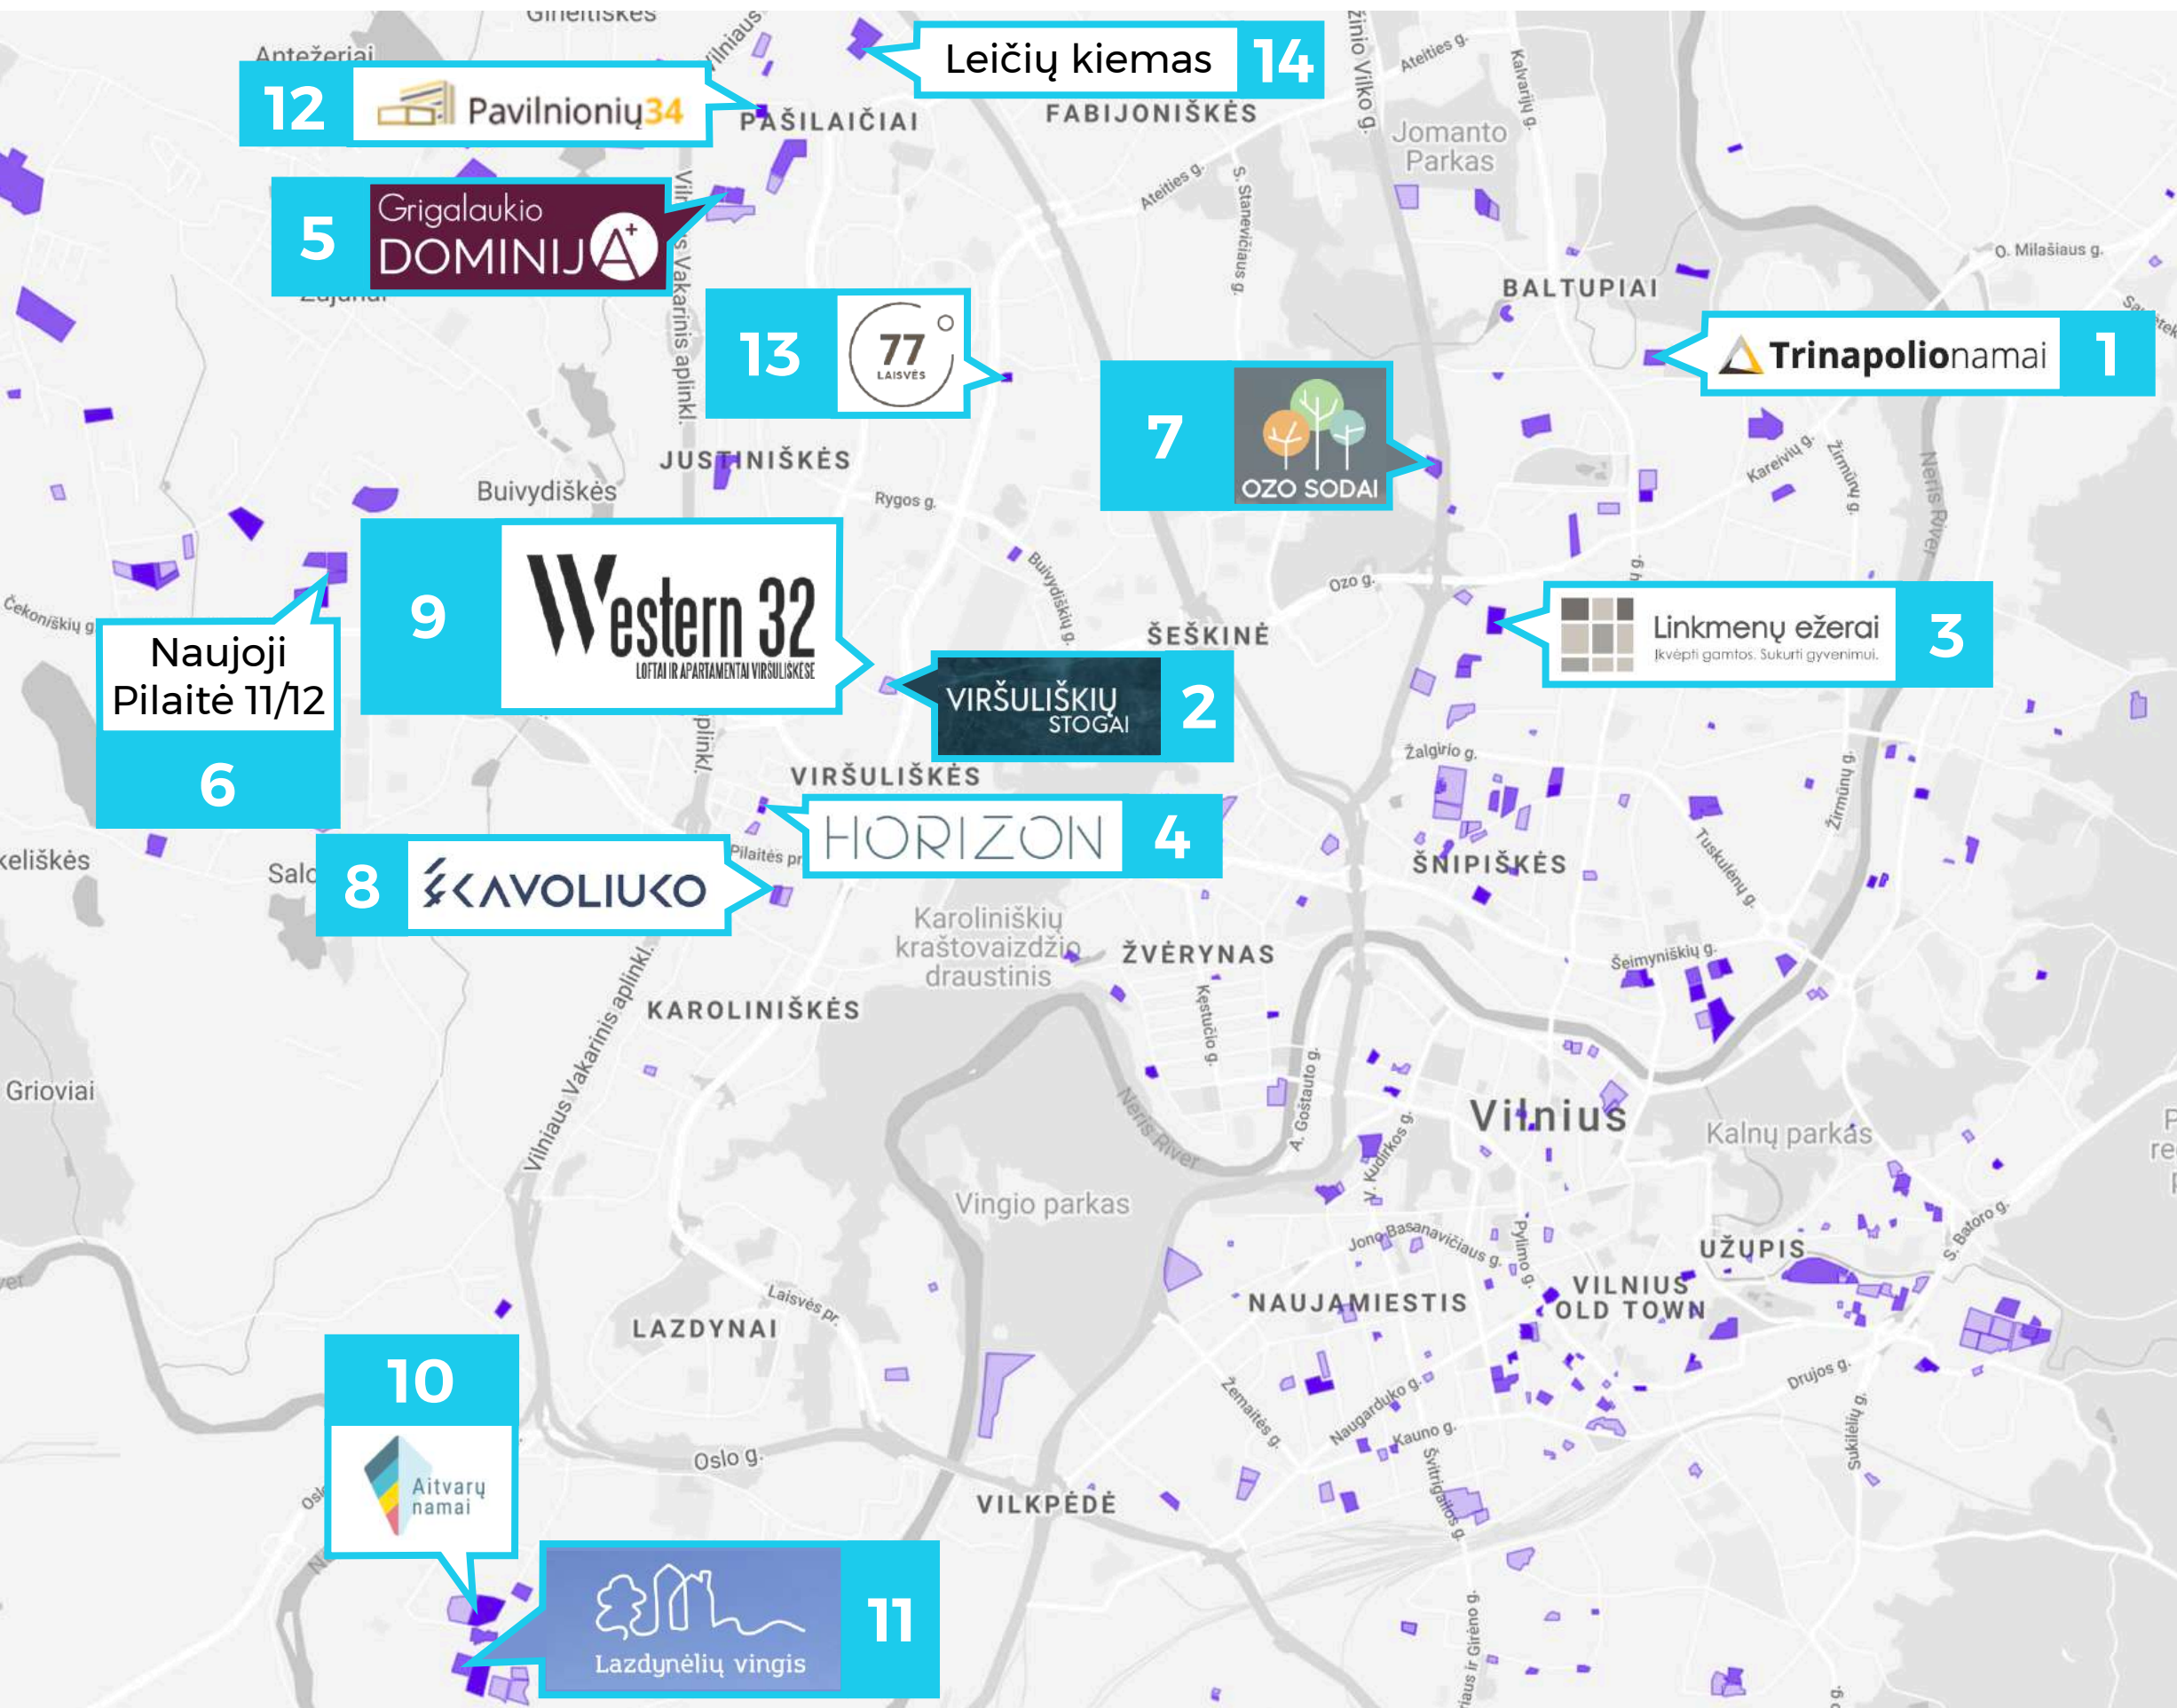 Gineitiškės
Antežeriai
Leičių kiemas
14
12
Pavilnionių34
PAŠILAIČIAI
FABIJONIŠKĖS
Ateities g.
Kalvarijų g.
Jomanto
Parkas
5
Grigalaukio
DOMINIJA+
Ateities g.
S. Stanevičiaus g.
O. Milašiaus g.
BALTUPIAI
13
77
LAISVĖS
Trinapolionamai
1
7
OZO SODAI
JUSTINIŠKĖS
Buivydiškės
Rygos g.
Kareivių g.
Žirmūnų g.
Neris River
9
Western 32
LOFTAI IR APARTAMENTAI VIRŠULIŠKĖSE
Buivydiškių g.
Ozo g.
Čekoniškių g.
ŠEŠKINĖ
Linkmenų ežerai
Įkvėpti gamtos. Sukurti gyvenimui.
3
Naujoji
Pilaitė 11/12
6
VIRŠULIŠKIŲ
STOGAI
2
Žalgirio g.
VIRŠULIŠKĖS
Žirmūnų g.
HORIZON
4
Pilaitės pr
ŠNIPIŠKĖS
Tuskulėnų g.
8
KAVOLIUKO
Karoliniškių
kraštovaizdžio
draustinis
ŽVĖRYNAS
Šeimyniškių g.
Vilniaus Vakarinis aplinkl.
KAROLINIŠKĖS
Kęstučio g.
A. Goštauto g.
Grioviai
Neris River
Vilnius
Kalnų parkas
V. Kudirkos g.
Vingio parkas
Jono Basanavičiaus g.
Pylimo g.
UŽUPIS
S. Batoro g.
Laisvės pr.
NAUJAMIESTIS
VILNIUS
OLD TOWN
LAZDYNAI
10
Aitvarų
namai
Žemaitės g.
Naugarduko g.
Kauno g.
Drujos g.
Sukilėlių g.
Oslo g.
Švitrigailos g.
VILKPĖDĖ
Lazdynėlių vingis
11